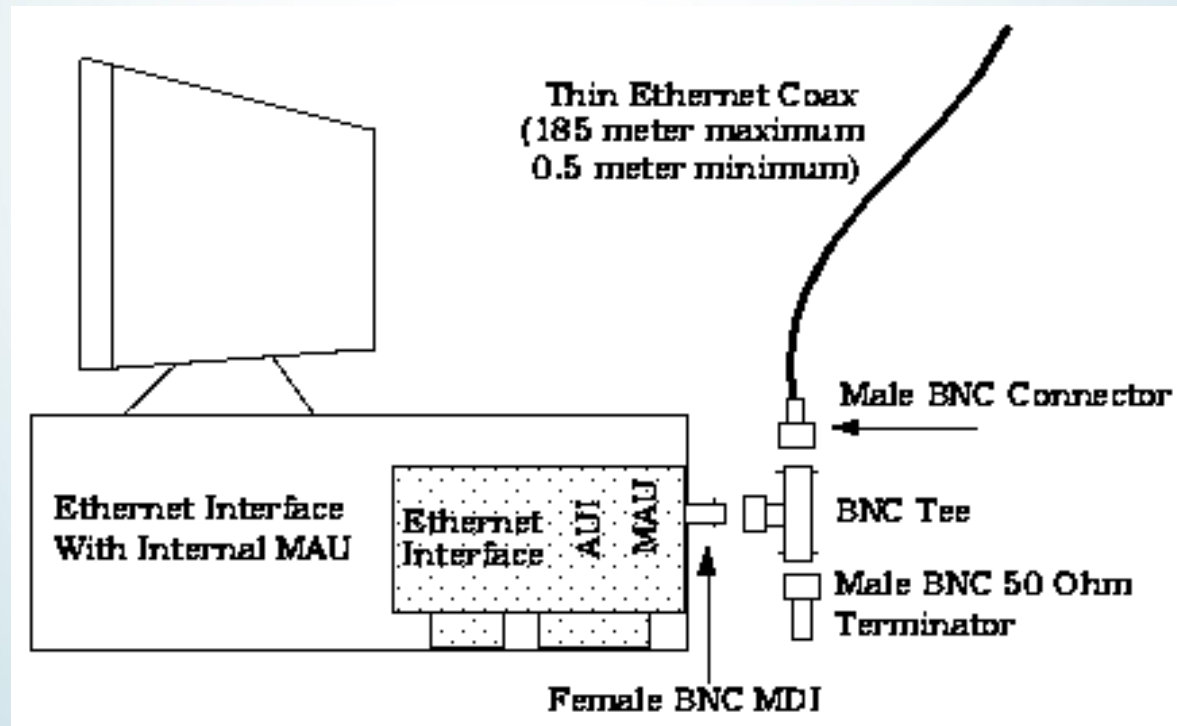 Thin Ethernet Coax
(185 meter maximum
0.5 meter minimum)
Male BNC Connector
Ethernet Interface
With Internal MAU
Ethernet
Interface
AUI
MAU
BNC Tee
Male BNC 50 Ohm
Terminator
Female BNC MDI